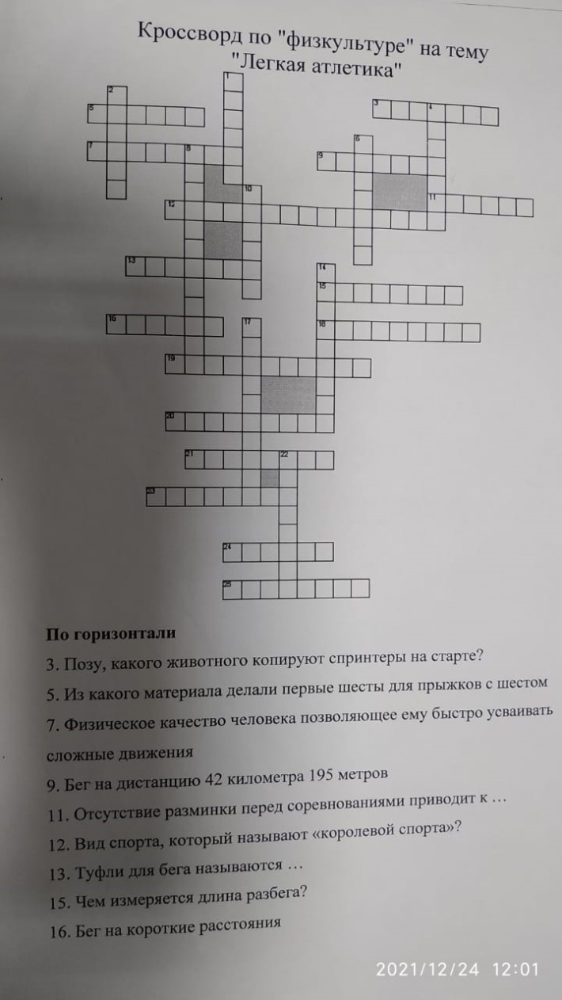 Кроссворд по "физкультуре" на тему
"Легкая атлетика"
1
2
3 4
5
6
7 8
9
10
11
12
13
14
15
16 17 18
19
20
21 22
23
24
25
По горизонтали
3. Позу, какого животного копируют спринтеры на старте?
5. Из какого материала делали первые шесты для прыжков с шестом
7. Физическое качество человека позволяющее ему быстро усваивать
сложные движения
9. Бег на дистанцию 42 километра 195 метров
11. Отсутствие разминки перед соревнованиями приводит к …
12. Вид спорта, который называют «королевой спорта»?
13. Туфли для бега называются …
15. Чем измеряется длина разбега?
16. Бег на короткие расстояния
2021/12/24 12:01